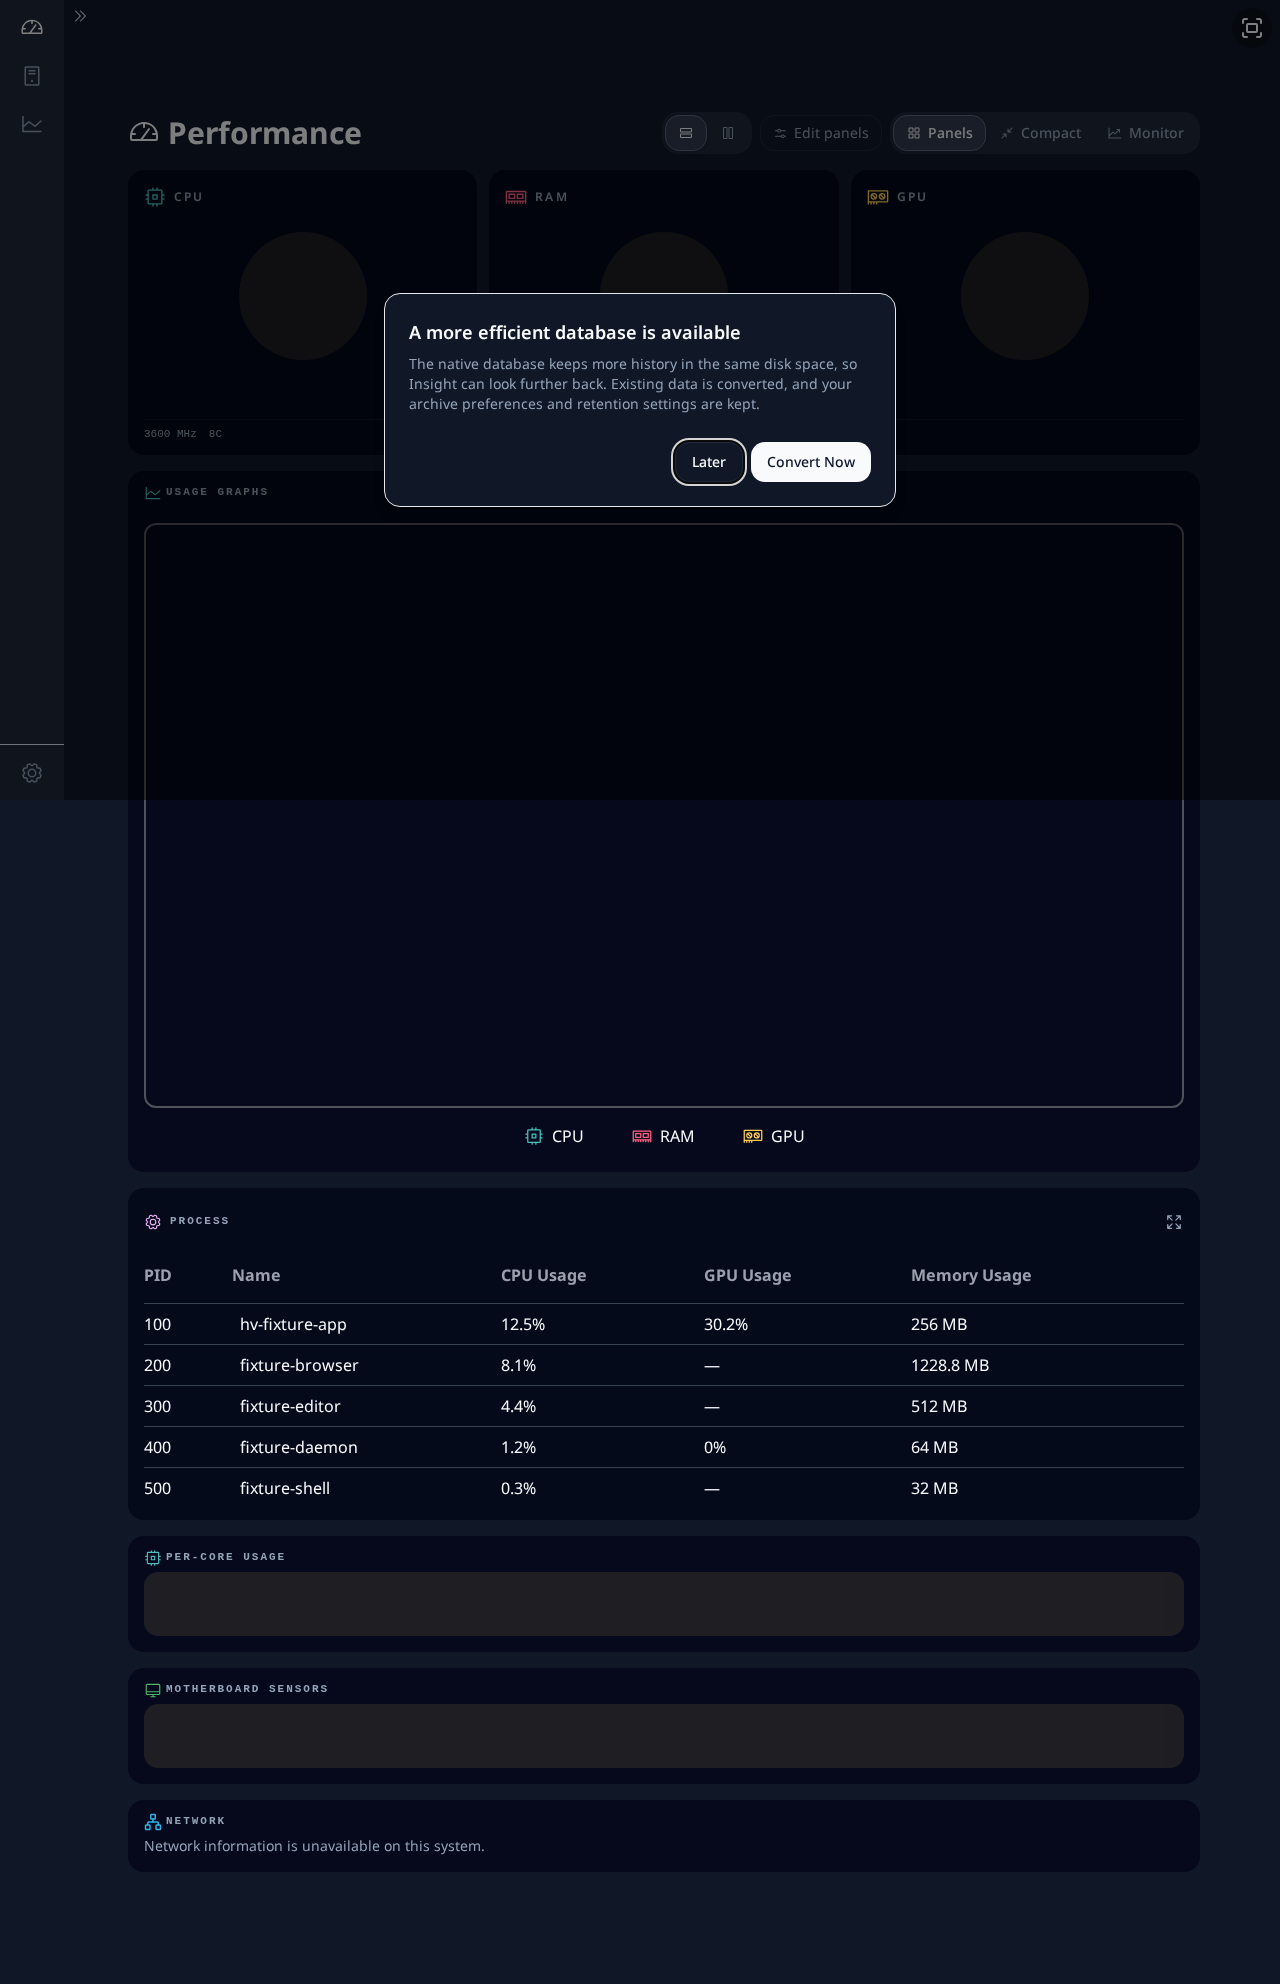 Performance
Edit panels
Panels
Compact
Monitor
CPU
RAM
GPU
A more efficient database is available
The native database keeps more history in the same disk space, so
Insight can look further back. Existing data is converted, and your
archive preferences and retention settings are kept.
Later
Convert Now
3600 MHz 8C
USAGE GRAPHS
CPU
RAM
GPU
PROCESS
PID Name CPU Usage GPU Usage Memory Usage
100 hv-fixture-app 12.5% 30.2% 256 MB
200 fixture-browser 8.1% — 1228.8 MB
300 fixture-editor 4.4% — 512 MB
400 fixture-daemon 1.2% 0% 64 MB
500 fixture-shell 0.3% — 32 MB
PER-CORE USAGE
MOTHERBOARD SENSORS
NETWORK
Network information is unavailable on this system.